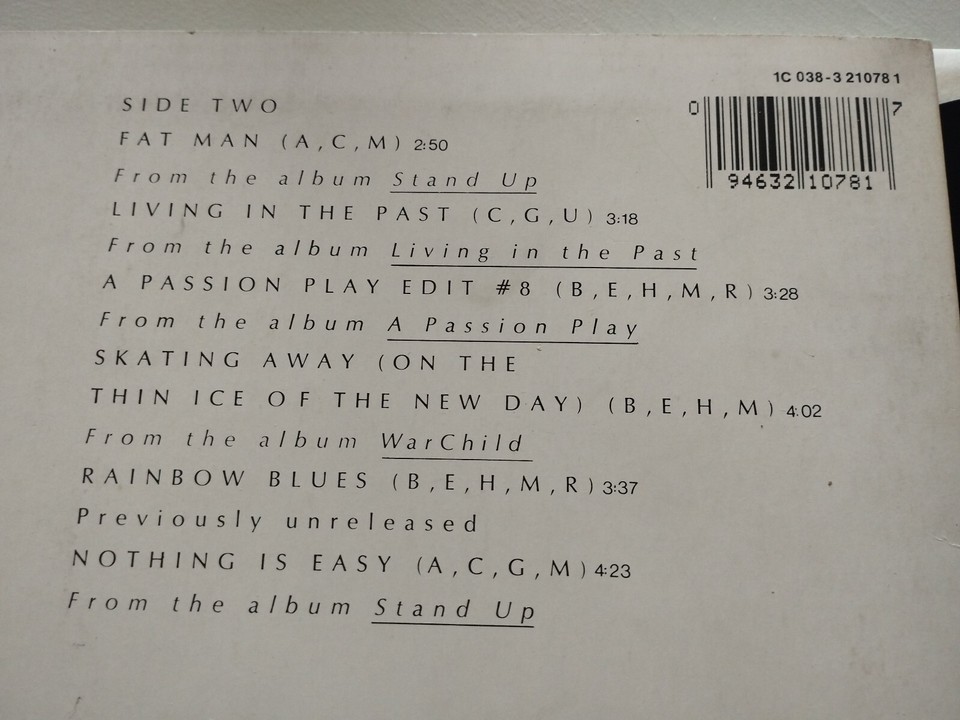 1C 038-3 210781
0 7
94632 10781
SIDE TWO
FAT MAN (A,C,M) 2:50
From the album Stand Up
LIVING IN THE PAST (C,G,U) 3:18
From the album Living in the Past
A PASSION PLAY EDIT #8 (B,E,H,M,R) 3:28
From the album A Passion Play
SKATING AWAY (ON THE
THIN ICE OF THE NEW DAY) (B,E,H,M) 4:02
From the album WarChild
RAINBOW BLUES (B,E,H,M,R) 3:37
Previously unreleased
NOTHING IS EASY (A,C,G,M) 4:23
From the album Stand Up